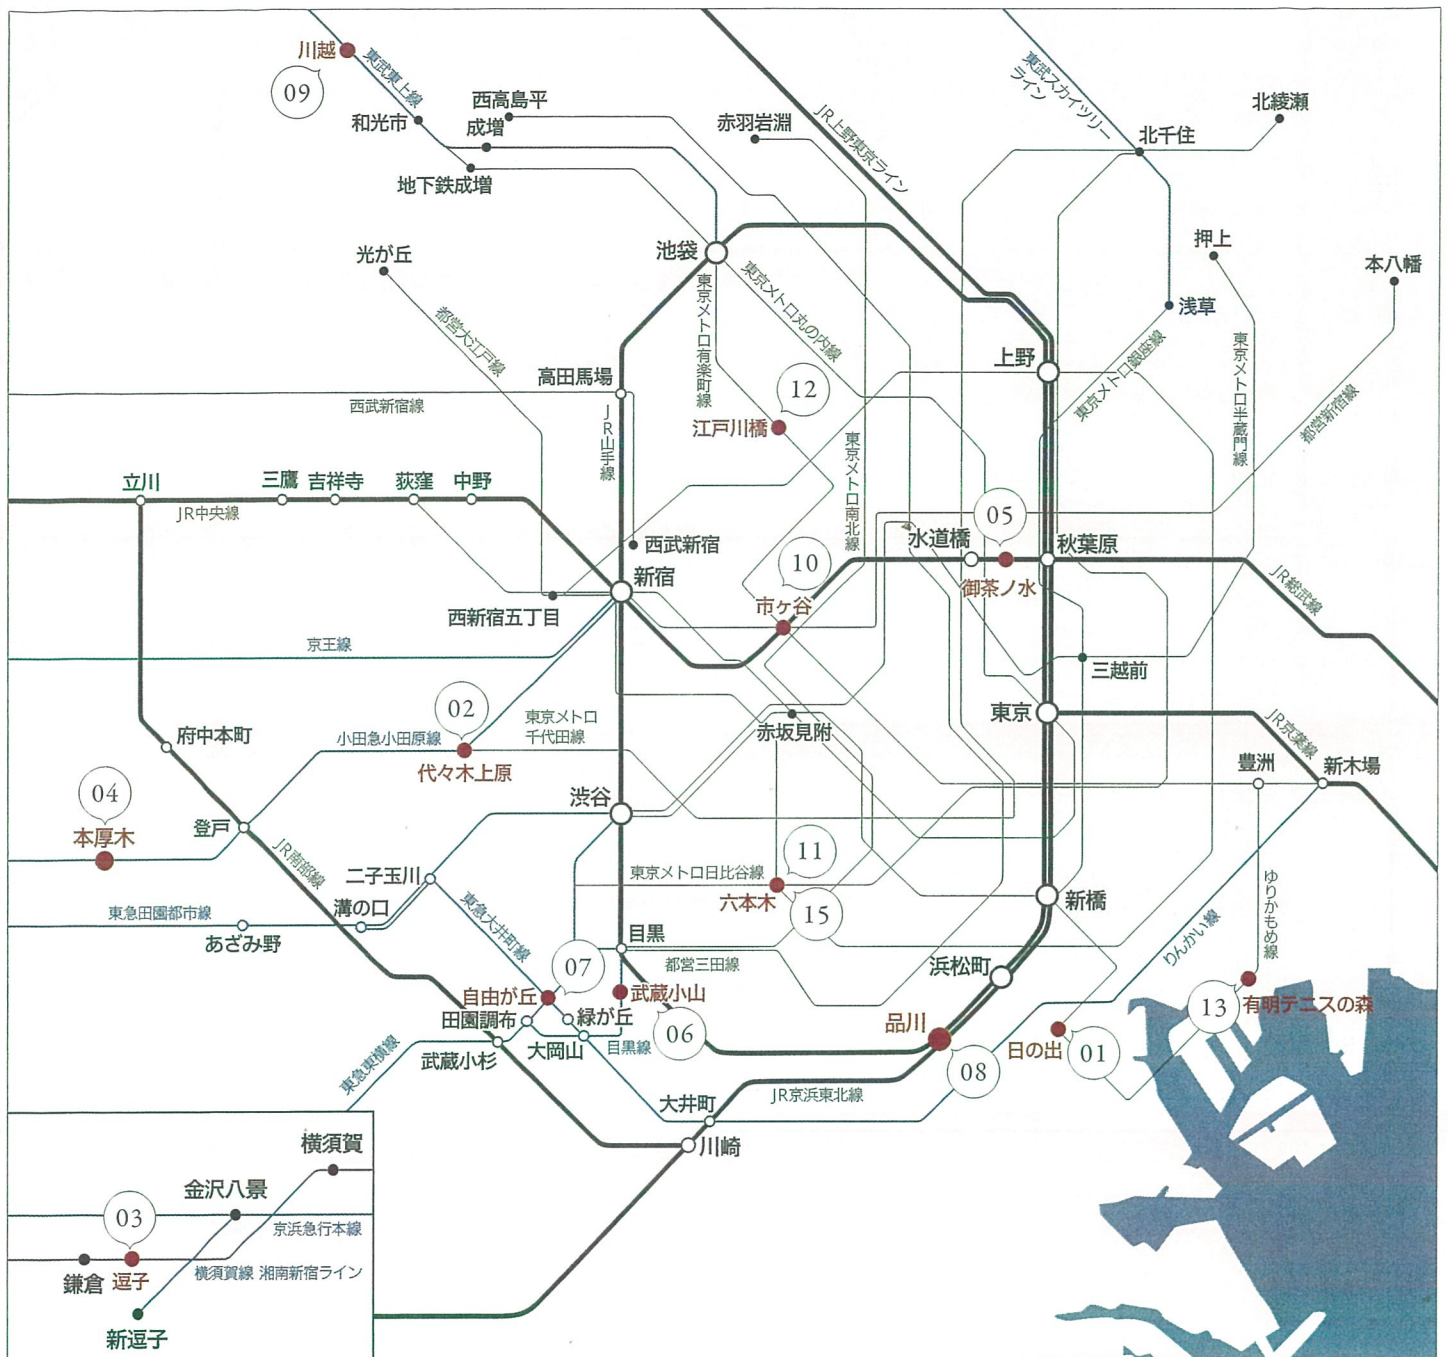 川越
09
東武東上線
和光市
西高島平
成増
地下鉄成増
赤羽岩淵
JR上野東京ライン
東武スカイツリー
ライン
北千住
北綾瀬
光が丘
都営大江戸線
池袋
東京メトロ有楽町線
東京メトロ丸の内線
押上
本八幡
浅草
東京メトロ銀座線
東京メトロ半蔵門線
都営新宿線
上野
高田馬場
西武新宿線
JR山手線
12
江戸川橋
東京メトロ南北線
立川
三鷹
吉祥寺
荻窪
中野
JR中央線
西武新宿
新宿
西新宿五丁目
京王線
10
市ヶ谷
水道橋
05
御茶ノ水
秋葉原
JR総武線
三越前
02
東京メトロ
千代田線
小田急小田原線
代々木上原
府中本町
赤坂見附
東京
JR京葉線
豊洲
新木場
04
本厚木
登戸
JR南部線
渋谷
二子玉川
溝の口
東急田園都市線
あざみ野
東急大井町線
東京メトロ日比谷線
11
六本木
15
新橋
ゆりかもめ線
りんかい線
目黒
都営三田線
浜松町
07
自由が丘
武蔵小山
田園調布
緑が丘
06
大岡山
目黒線
武蔵小杉
東急東横線
品川
08
日の出
01
13
有明テニスの森
JR京浜東北線
大井町
川崎
横須賀
金沢八景
03
京浜急行本線
鎌倉
逗子
横須賀線 湘南新宿ライン
新逗子